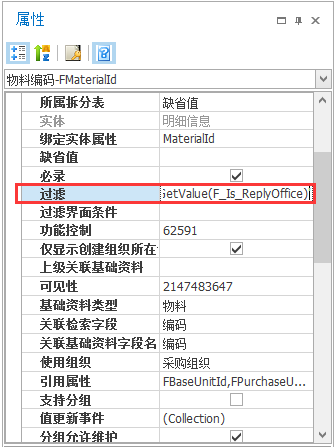 属性
物料编码-FMaterialId
所属拆分表 缺省值
实体 明细信息
绑定实体属性 MaterialId
缺省值
必录
过滤 GetValue(F_Is_ReplyOffice)
过滤界面条件
功能控制 62591
仅显示创建组织所在
上级关联基础资料
可见性 2147483647
基础资料类型 物料
关联检索字段 编码
关联基础资料字段名 编码
使用组织 采购组织
引用属性 FBaseUnitId,FPurchaseU...
支持分组
值更新事件 (Collection)
分组允许维护